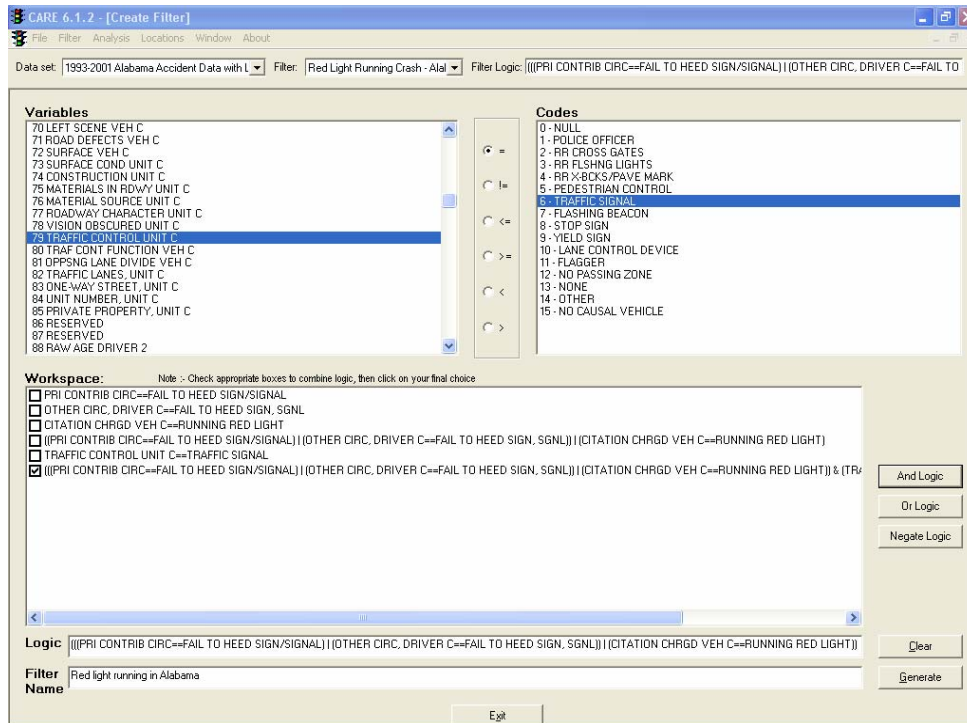 CARE 6.1.2 - [Create Filter]
File Filter Analysis Locations Window About
Data set: 1993-2001 Alabama Accident Data with L Filter: Red Light Running Crash - Alal Filter Logic: (((PRI CONTRIB CIRC==FAIL TO HEED SIGN/SIGNAL) | (OTHER CIRC, DRIVER C==FAIL TO
Variables
70 LEFT SCENE VEH C
71 ROAD DEFECTS VEH C
72 SURFACE VEH C
73 SURFACE COND UNIT C
74 CONSTRUCTION UNIT C
75 MATERIALS IN RDWY UNIT C
76 MATERIAL SOURCE UNIT C
77 ROADWAY CHARACTER UNIT C
78 VISION OBSCURED UNIT C
79 TRAFFIC CONTROL UNIT C
80 TRAF CONT FUNCTION VEH C
81 OPPSNG LANE DIVIDE VEH C
82 TRAFFIC LANES, UNIT C
83 ONE-WAY STREET, UNIT C
84 UNIT NUMBER, UNIT C
85 PRIVATE PROPERTY, UNIT C
86 RESERVED
87 RESERVED
88 RAW AGE DRIVER 2
=
!=
<=
>=
<
>
Codes
0 - NULL
1 - POLICE OFFICER
2 - RR CROSS GATES
3 - RR FLSHNG LIGHTS
4 - RR X-BCKS/PAVE MARK
5 - PEDESTRIAN CONTROL
6 - TRAFFIC SIGNAL
7 - FLASHING BEACON
8 - STOP SIGN
9 - YIELD SIGN
10 - LANE CONTROL DEVICE
11 - FLAGGER
12 - NO PASSING ZONE
13 - NONE
14 - OTHER
15 - NO CAUSAL VEHICLE
Workspace: Note :- Check appropriate boxes to combine logic, then click on your final choice
PRI CONTRIB CIRC==FAIL TO HEED SIGN/SIGNAL
OTHER CIRC, DRIVER C==FAIL TO HEED SIGN, SGNL
CITATION CHRGD VEH C==RUNNING RED LIGHT
((PRI CONTRIB CIRC==FAIL TO HEED SIGN/SIGNAL) | (OTHER CIRC, DRIVER C==FAIL TO HEED SIGN, SGNL)) | (CITATION CHRGD VEH C==RUNNING RED LIGHT)
TRAFFIC CONTROL UNIT C==TRAFFIC SIGNAL
(((PRI CONTRIB CIRC==FAIL TO HEED SIGN/SIGNAL) | (OTHER CIRC, DRIVER C==FAIL TO HEED SIGN, SGNL)) | (CITATION CHRGD VEH C==RUNNING RED LIGHT)) & (TRA
And Logic
Or Logic
Negate Logic
Logic (((PRI CONTRIB CIRC==FAIL TO HEED SIGN/SIGNAL) | (OTHER CIRC, DRIVER C==FAIL TO HEED SIGN, SGNL)) | (CITATION CHRGD VEH C==RUNNING RED LIGHT))
Clear
Filter Name Red light running in Alabama
Generate
Exit